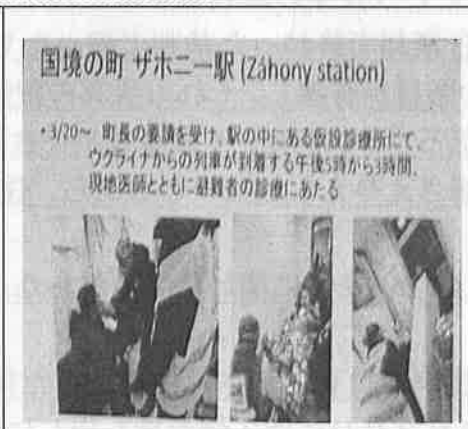 国境の町 ザホニー駅 (Záhony station)
・3/20~ 町長の要請を受け、駅の中にある仮設診療所にて、
ウクライナからの列車が到着する午後5時から3時間、
現地医師とともに避難者の診療にあたる